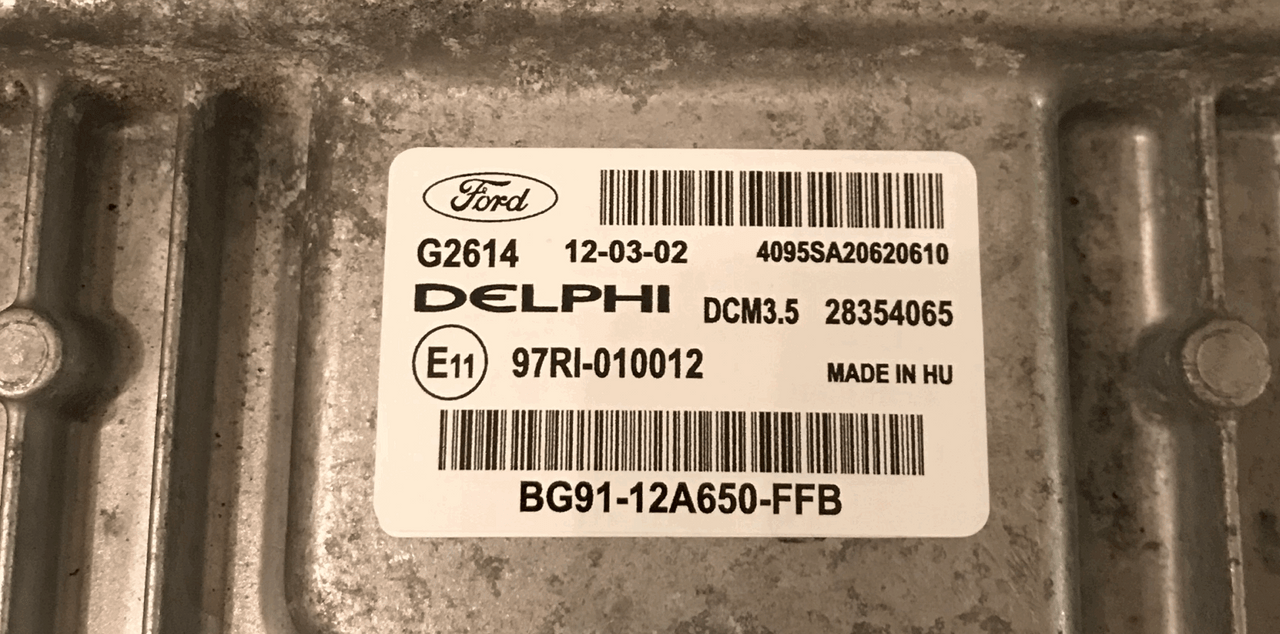 Ford
G2614 12-03-02 4095SA20620610
DELPHI DCM3.5 28354065
E11 97RI-010012 MADE IN HU
BG91-12A650-FFB